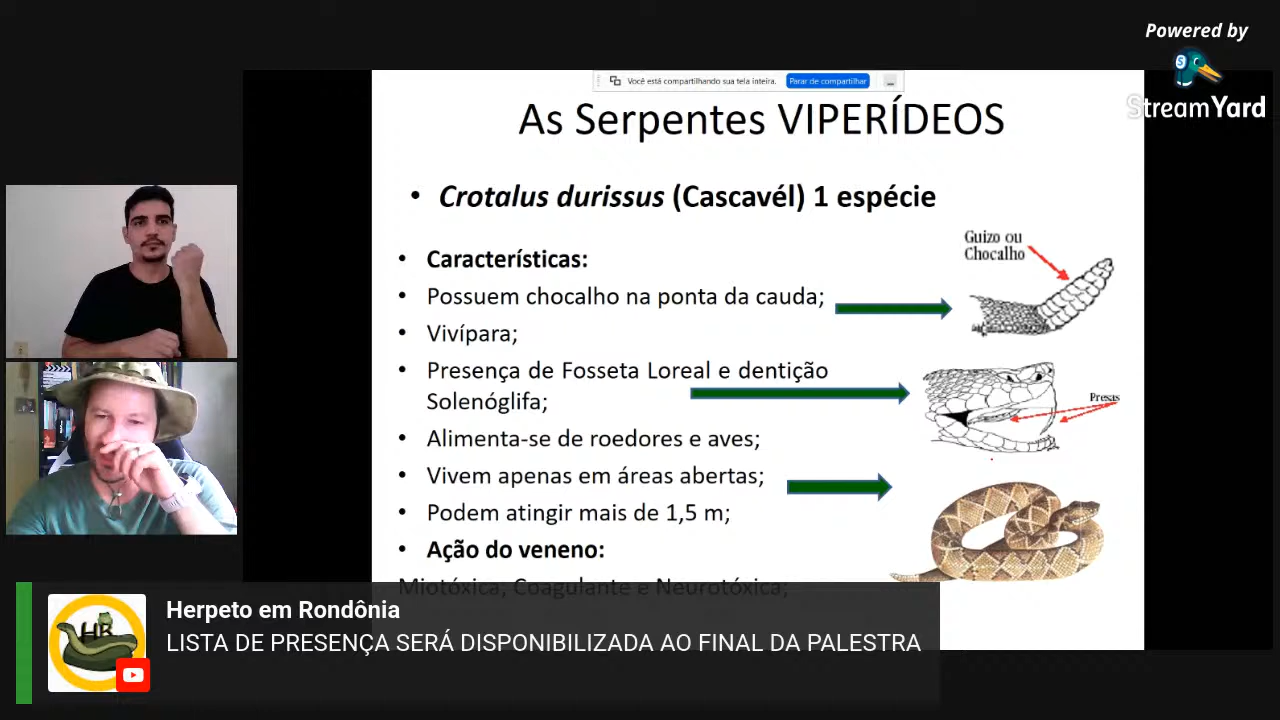 Powered by
StreamYard
Você está compartilhando sua tela inteira.
Parar de compartilhar
As Serpentes VIPERÍDEOS
• Crotalus durissus (Cascavél) 1 espécie
• Características:
• Possuem chocalho na ponta da cauda;
• Vivípara;
• Presença de Fosseta Loreal e dentição
Solenóglifa;
• Alimenta-se de roedores e aves;
• Vivem apenas em áreas abertas;
• Podem atingir mais de 1,5 m;
• Ação do veneno:
Miotóxica, Coagulante e Neurotóxica;
Guizo ou
Chocalho
Presas
HR
Herpeto em Rondônia
LISTA DE PRESENÇA SERÁ DISPONIBILIZADA AO FINAL DA PALESTRA